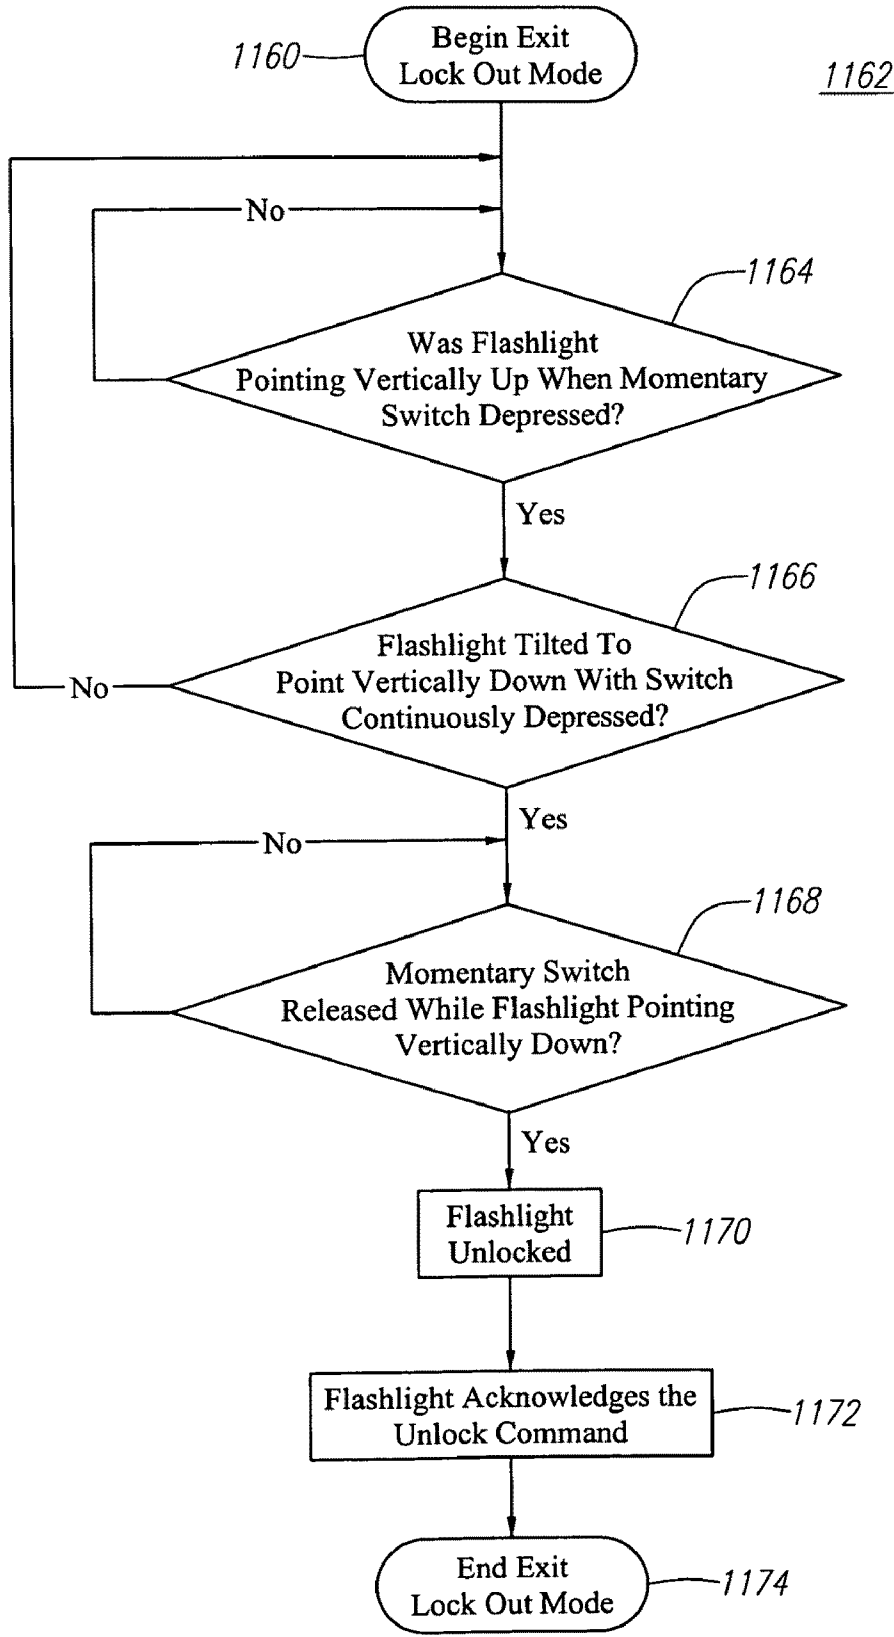 Begin Exit
Lock Out Mode
1160
1162
No
1164
Was Flashlight
Pointing Vertically Up When Momentary
Switch Depressed?
Yes
1166
Flashlight Tilted To
Point Vertically Down With Switch
Continuously Depressed?
No
Yes
No
1168
Momentary Switch
Released While Flashlight Pointing
Vertically Down?
Yes
Flashlight
Unlocked
1170
Flashlight Acknowledges the
Unlock Command
1172
End Exit
Lock Out Mode
1174